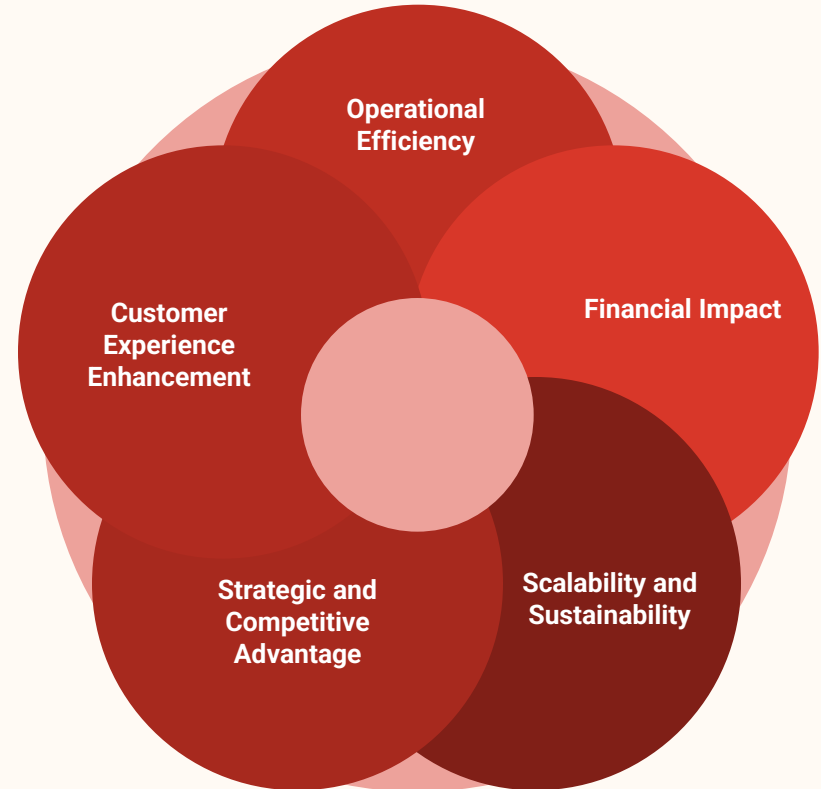 Operational
Efficiency
Financial Impact
Customer
Experience
Enhancement
Scalability and
Sustainability
Strategic and
Competitive
Advantage